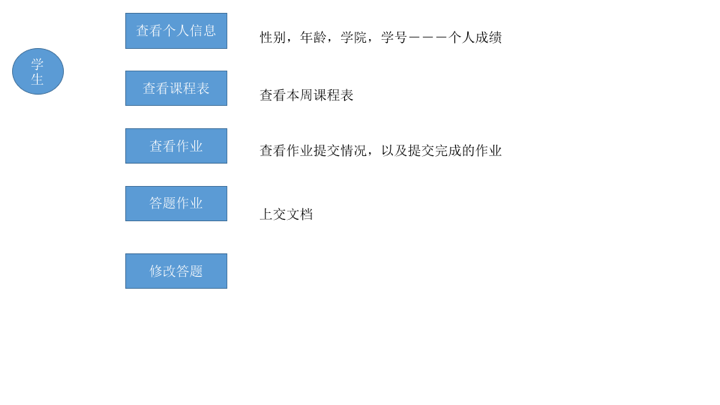 查看个人信息
性别，年龄，学院，学号－－－个人成绩
学
生
查看课程表
查看本周课程表
查看作业
查看作业提交情况，以及提交完成的作业
答题作业
上交文档
修改答题